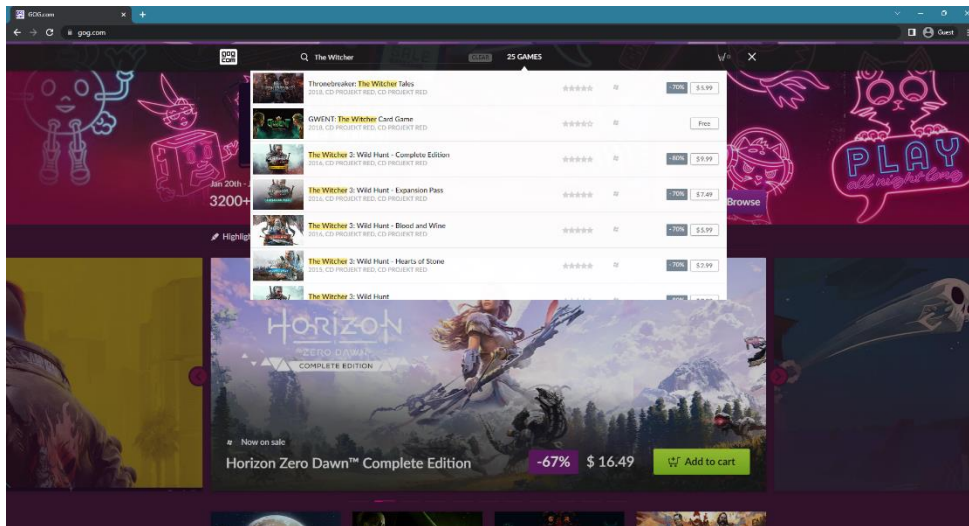 GOG.com
gog.com
Guest
GOG COM
The Witcher
CLEAR
25 GAMES
Thronebreaker: The Witcher Tales
2018, CD PROJEKT RED, CD PROJEKT RED
-70%
$5.99
GWENT: The Witcher Card Game
2018, CD PROJEKT RED, CD PROJEKT RED
Free
The Witcher 3: Wild Hunt - Complete Edition
2016, CD PROJEKT RED, CD PROJEKT RED
-80%
$9.99
The Witcher 3: Wild Hunt - Expansion Pass
2016, CD PROJEKT RED, CD PROJEKT RED
-70%
$7.49
The Witcher 3: Wild Hunt - Blood and Wine
2016, CD PROJEKT RED, CD PROJEKT RED
-70%
The Witcher 3: Wild Hunt - Hearts of Stone
2015, CD PROJEKT RED, CD PROJEKT RED
-70%
The Witcher 3: Wild Hunt
Jan 20th -
3200+
Browse
PLAY
all night long
Highlig
HORIZON
ZERO DAWN
COMPLETE EDITION
Now on sale
Horizon Zero Dawn™ Complete Edition
-67%
$ 16.49
Add to cart